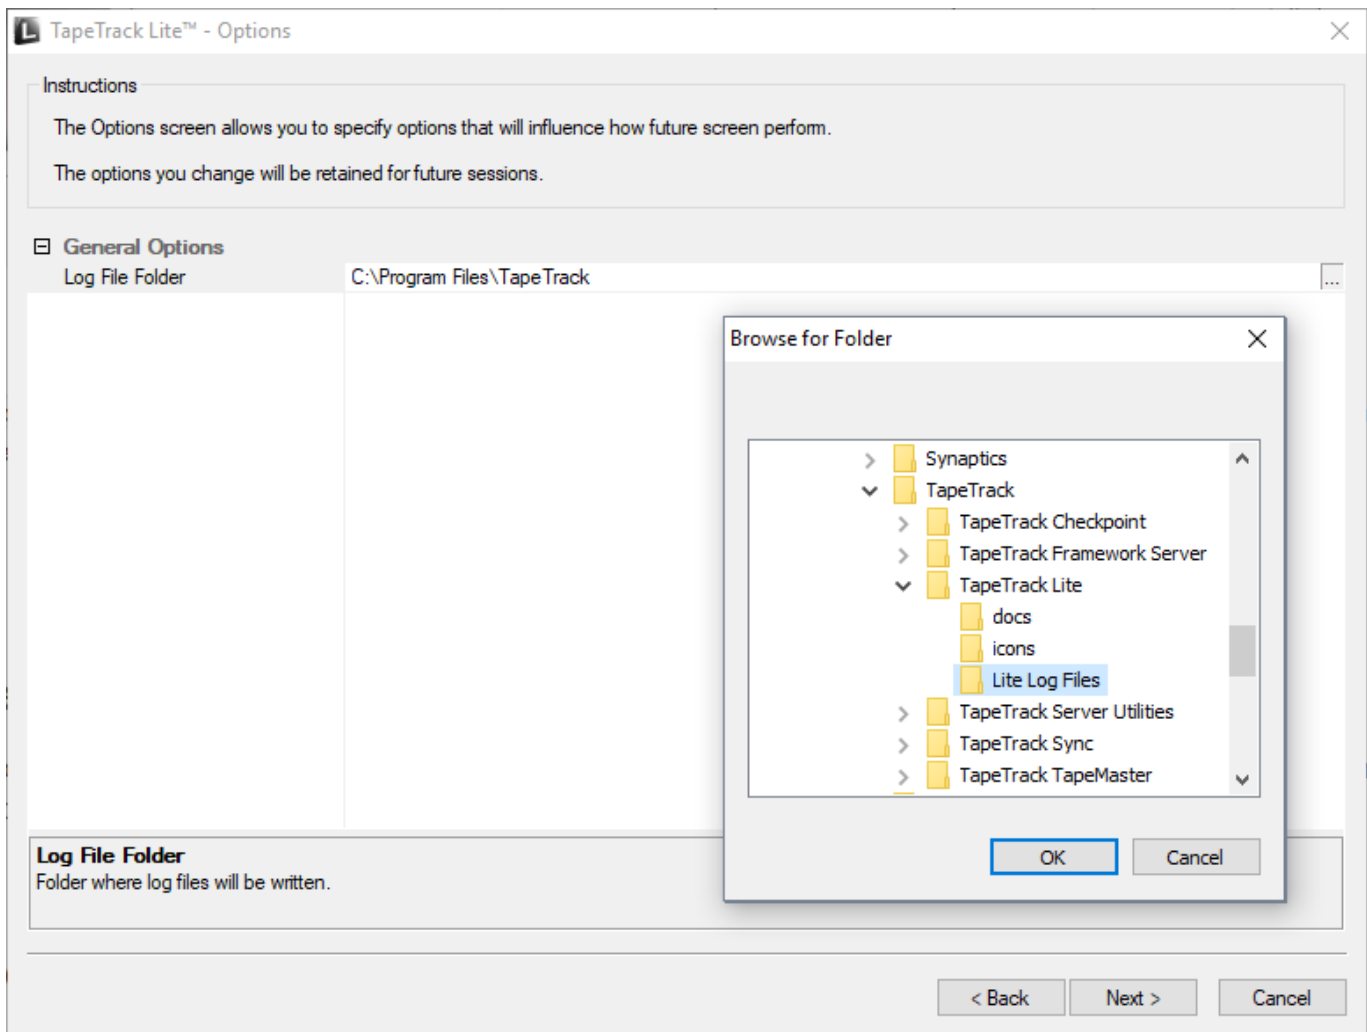 TapeTrack Lite™ - Options
Instructions
The Options screen allows you to specify options that will influence how future screen perform.
The options you change will be retained for future sessions.
General Options
Log File Folder
C:\Program Files\TapeTrack
...
Browse for Folder
Synaptics
TapeTrack
TapeTrack Checkpoint
TapeTrack Framework Server
TapeTrack Lite
docs
icons
Lite Log Files
TapeTrack Server Utilities
TapeTrack Sync
TapeTrack TapeMaster
OK
Cancel
Log File Folder
Folder where log files will be written.
< Back
Next >
Cancel